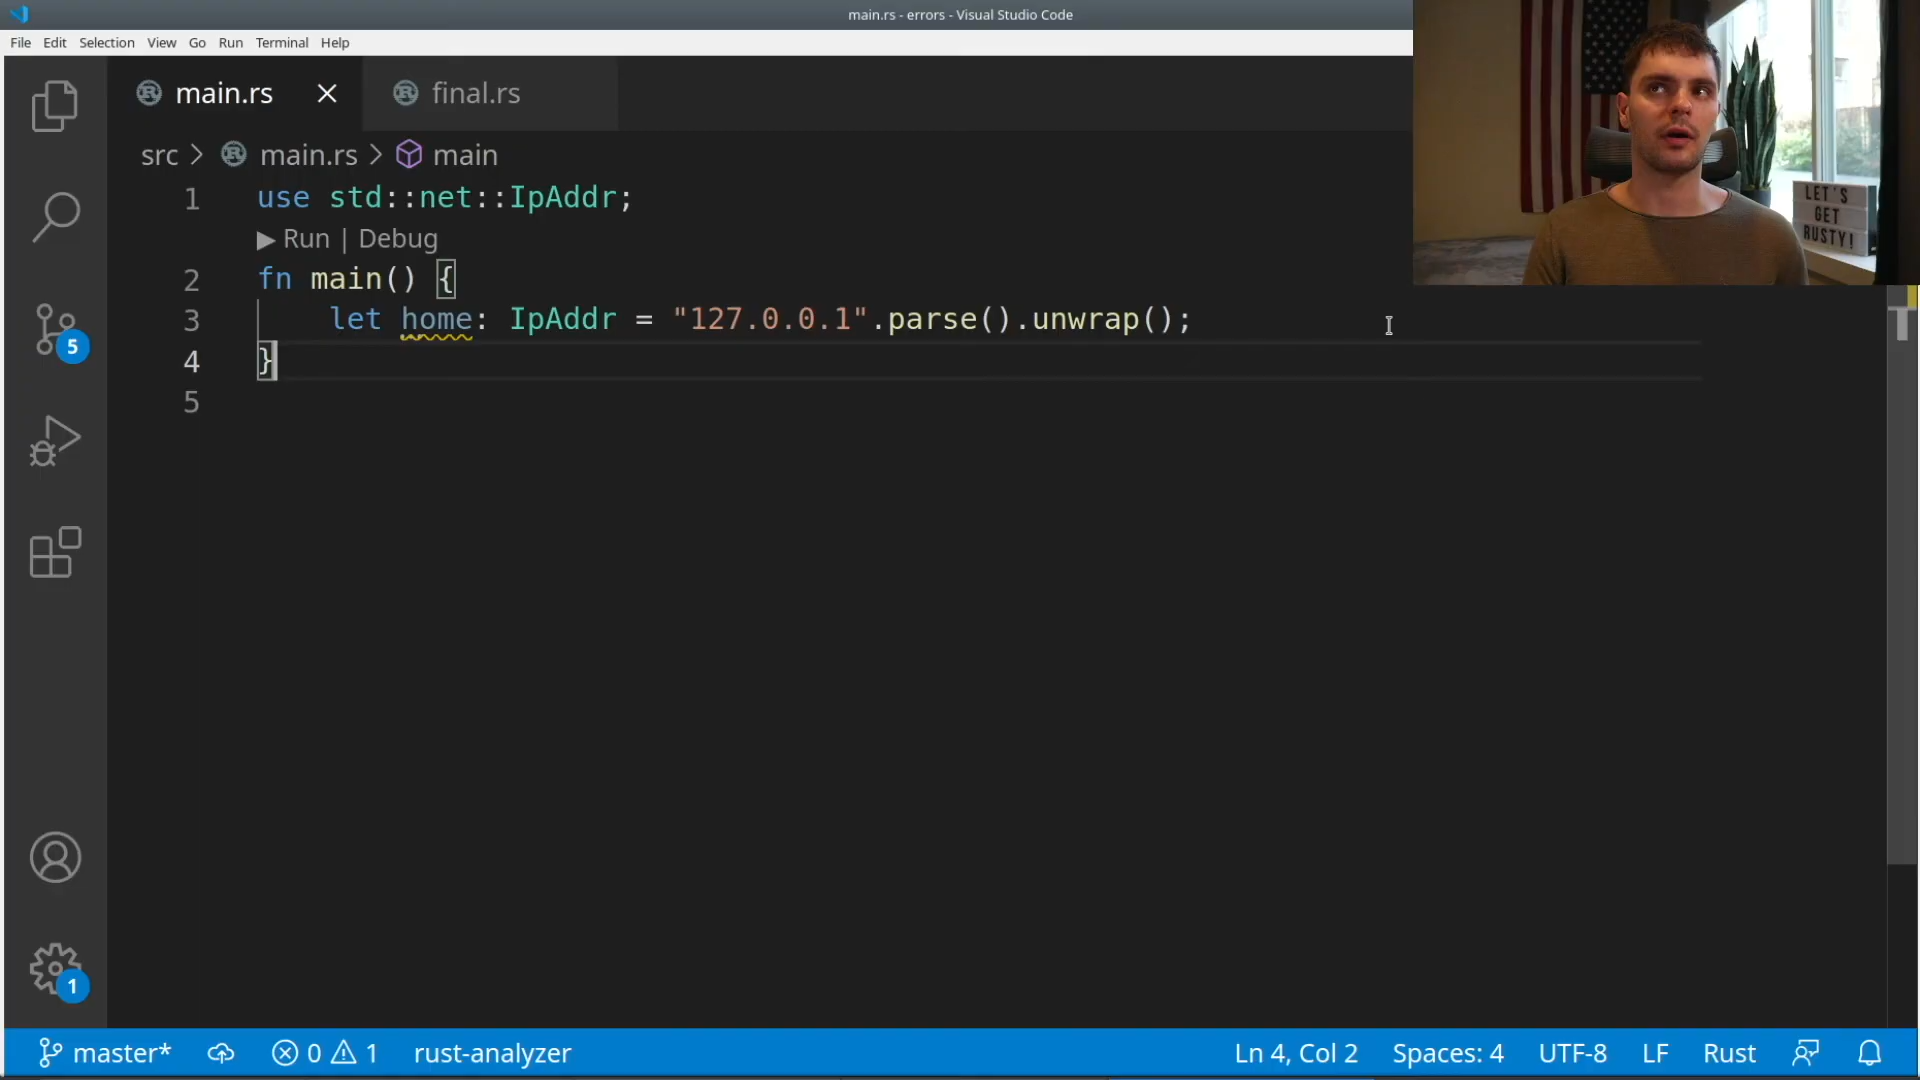 main.rs - errors - Visual Studio Code
File Edit Selection View Go Run Terminal Help
main.rs final.rs
src > main.rs > main
1 use std::net::IpAddr;
▶ Run | Debug
2 fn main() {
3 let home: IpAddr = "127.0.0.1".parse().unwrap();
4 }
5
LET'S
GET
RUSTY!
5
1
master* 0 1 rust-analyzer Ln 4, Col 2 Spaces: 4 UTF-8 LF Rust